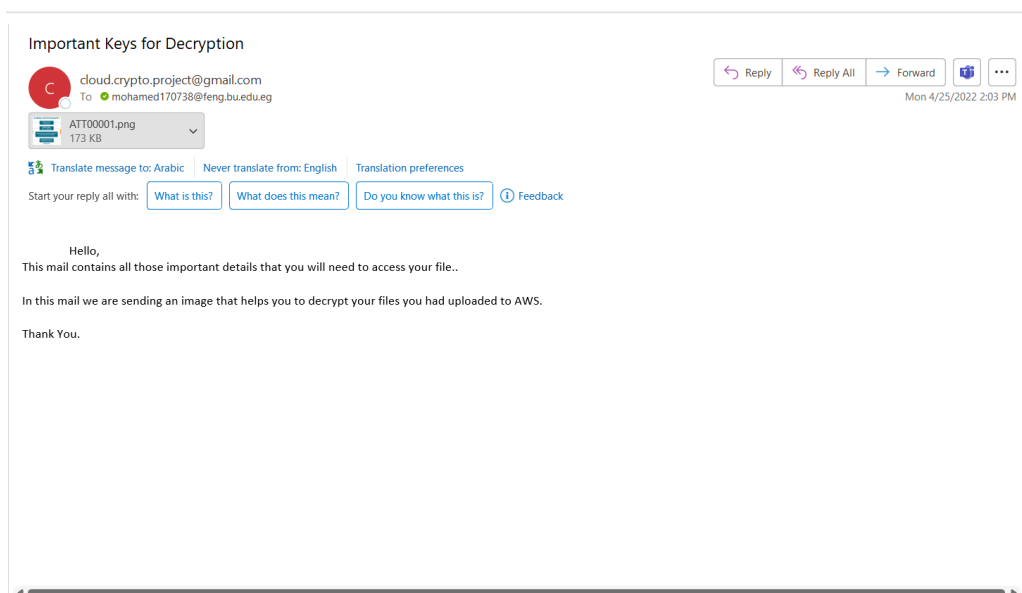 Important Keys for Decryption
C
cloud.crypto.project@gmail.com
To mohamed170738@feng.bu.edu.eg
Reply Reply All Forward
Mon 4/25/2022 2:03 PM
ATT00001.png
173 KB
Translate message to: Arabic Never translate from: English Translation preferences
Start your reply all with: What is this? What does this mean? Do you know what this is? Feedback
Hello,
This mail contains all those important details that you will need to access your file..
In this mail we are sending an image that helps you to decrypt your files you had uploaded to AWS.
Thank You.